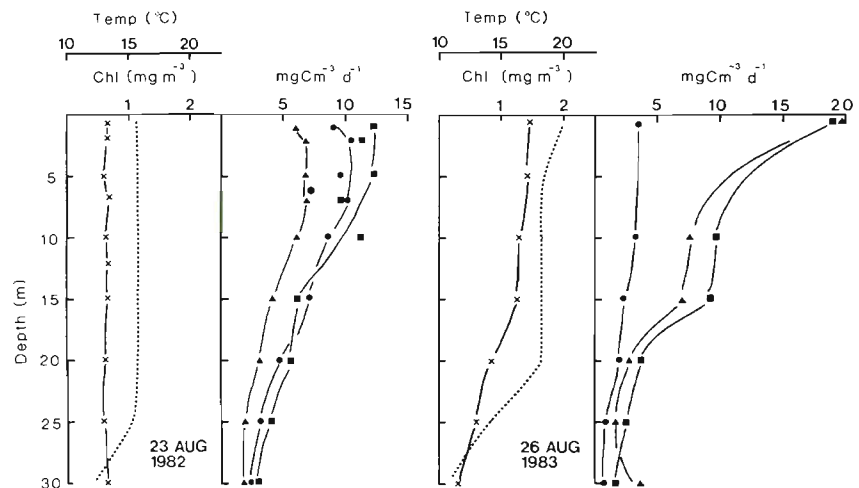 Temp (°C)
10 15 20
Chl (mg m⁻³)
1 2
mgCm⁻³ d⁻¹
5 10 15
Temp (°C)
10 15 20
Chl (mg m⁻³)
1 2
mgCm⁻³ d⁻¹
5 10 15 20
Depth (m)
5
10
15
20
25
30
23 AUG
1982
26 AUG
1983